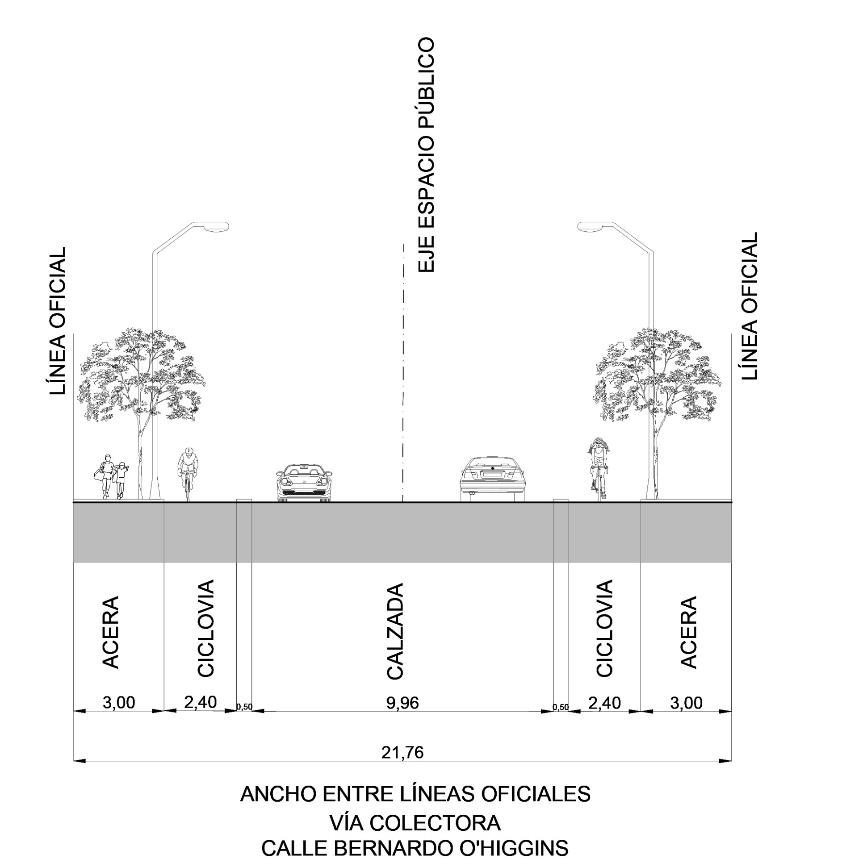 EJE ESPACIO PÚBLICO
LÍNEA OFICIAL
LÍNEA OFICIAL
ACERA
CICLOVIA
CALZADA
CICLOVIA
ACERA
3,00
2,40
0,50
9,96
0,50
2,40
3,00
21,76
ANCHO ENTRE LÍNEAS OFICIALES
VÍA COLECTORA
CALLE BERNARDO O'HIGGINS